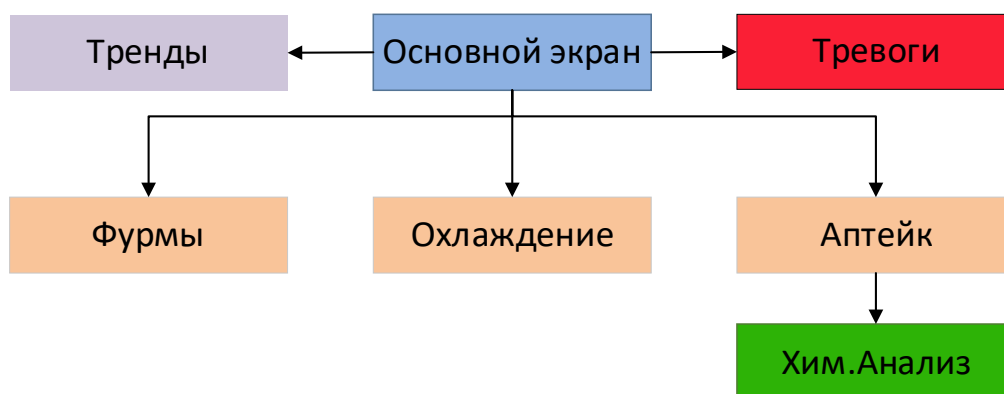 Тренды
Основной экран
Тревоги
Фурмы
Охлаждение
Аптейк
Хим.Анализ